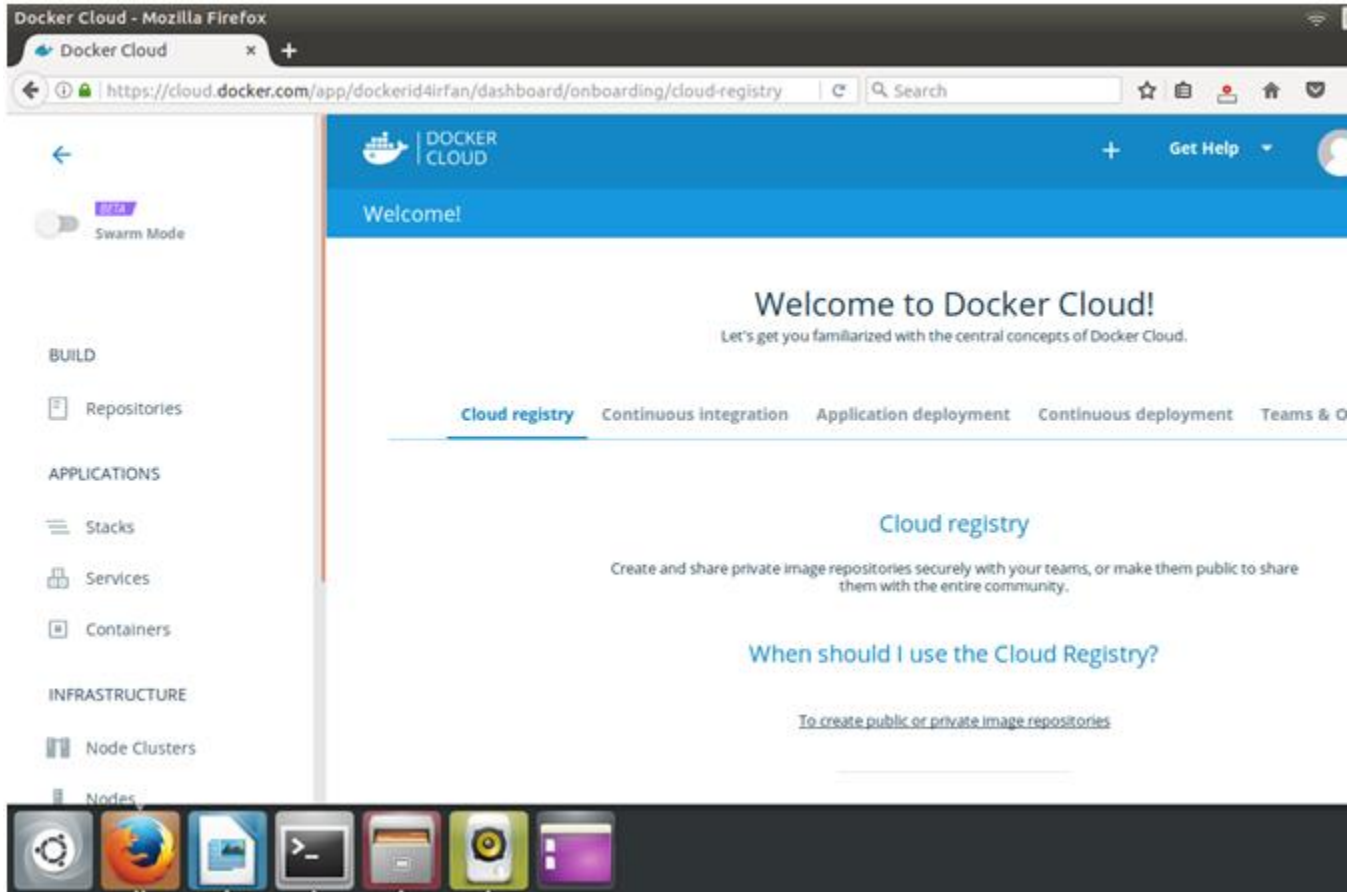 Docker Cloud - Mozilla Firefox
Docker Cloud
https://cloud.docker.com/app/dockerid4irfan/dashboard/onboarding/cloud-registry
Search
DOCKER
CLOUD
Get Help
BETA
Swarm Mode
Welcome!
Welcome to Docker Cloud!
Let's get you familiarized with the central concepts of Docker Cloud.
BUILD
Repositories
APPLICATIONS
Stacks
Services
Containers
INFRASTRUCTURE
Node Clusters
Nodes
Cloud registry Continuous integration Application deployment Continuous deployment Teams & O
Cloud registry
Create and share private image repositories securely with your teams, or make them public to share
them with the entire community.
When should I use the Cloud Registry?
To create public or private image repositories